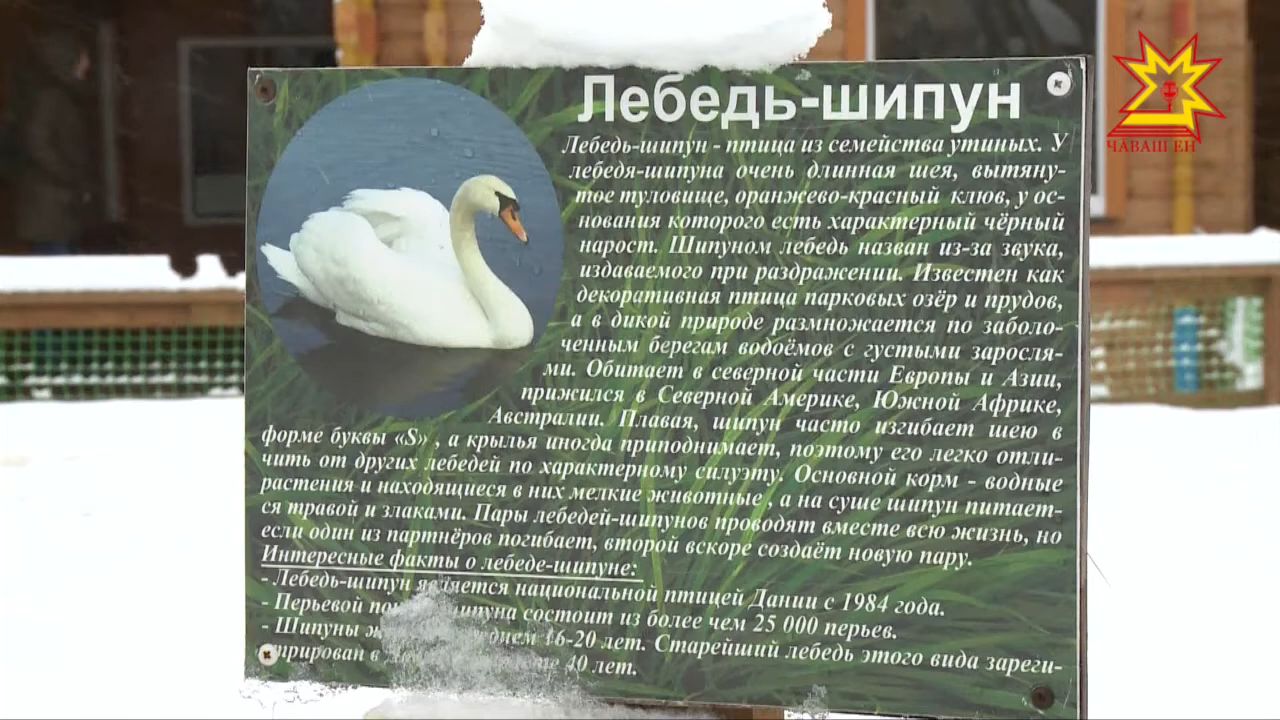 Лебедь-шипун
ЧАВАШ ЕН
Лебедь-шипун - птица из семейства утиных. У
лебедя-шипуна очень длинная шея, вытяну-
тое туловище, оранжево-красный клюв, у ос-
нования которого есть характерный чёрный
нарост. Шипуном лебедь назван из-за звука,
издаваемого при раздражении. Известен как
декоративная птица парковых озёр и прудов,
а в дикой природе размножается по заболо-
ченным берегам водоёмов с густыми заросля-
ми. Обитает в северной части Европы и Азии,
прижился в Северной Америке, Южной Африке,
Австралии. Плавая, шипун часто изгибает шею в
форме буквы «S» , а крылья иногда приподнимает, поэтому его легко отли-
чить от других лебедей по характерному силуэту. Основной корм - водные
растения и находящиеся в них мелкие животные , а на суше шипун питает-
ся травой и злаками. Пары лебедей-шипунов проводят вместе всю жизнь, но
если один из партнёров погибает, второй вскоре создаёт новую пару.
Интересные факты о лебеде-шипуне:
- Лебедь-шипун является национальной птицей Дании с 1984 года.
- Перьевой шипуна состоит из более чем 25 000 перьев.
- Шипуны 16-20 лет. Старейший лебедь этого вида зареги-
стрирован в 40 лет.